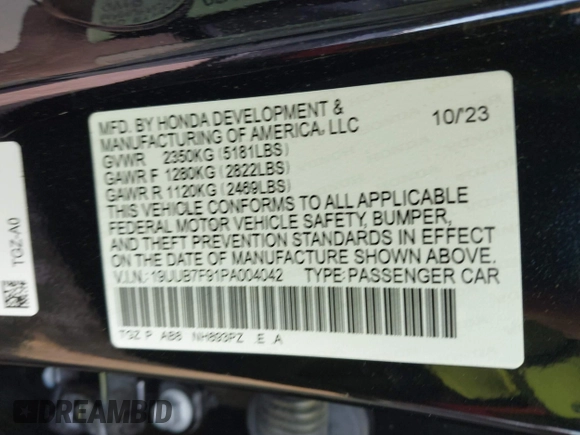 MFD. BY HONDA DEVELOPMENT &
MANUFACTURING OF AMERICA, LLC 10/23
GVWR 2350KG (5181LBS)
GAWR F 1280KG (2822LBS)
GAWR R 1120KG (2469LBS)
THIS VEHICLE CONFORMS TO ALL APPLICABLE
FEDERAL MOTOR VEHICLE SAFETY, BUMPER,
AND THEFT PREVENTION STANDARDS IN EFFECT
ON THE DATE OF MANUFACTURE SHOWN ABOVE.
V.I.N.: 19UUB7F91PA004042 TYPE: PASSENGER CAR
TGZ P A88 NH893PZ .E .A
TGZ-A0
DREAMBID